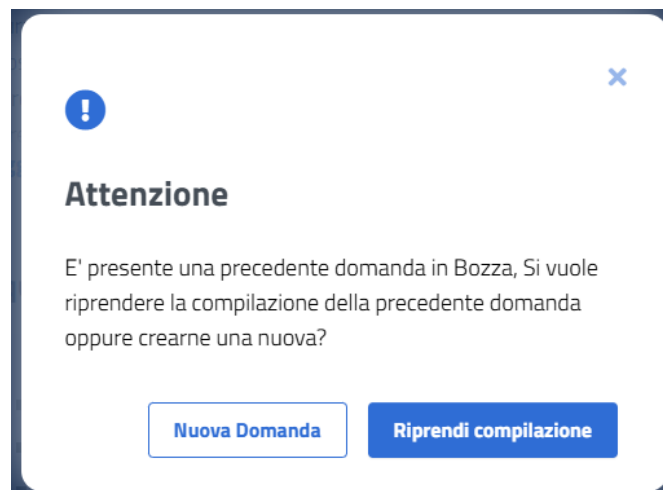 Attenzione
E' presente una precedente domanda in Bozza, Si vuole
riprendere la compilazione della precedente domanda
oppure crearne una nuova?
Nuova Domanda
Riprendi compilazione